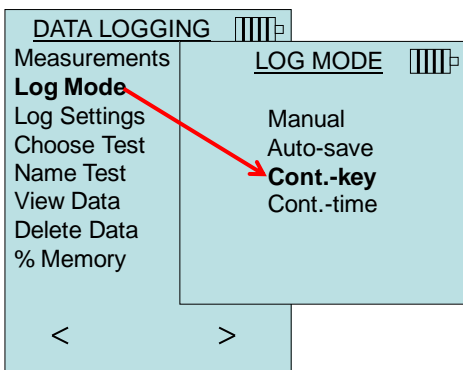 DATA LOGGING
Measurements
Log Mode
Log Settings
Choose Test
Name Test
View Data
Delete Data
% Memory
< >
LOG MODE
Manual
Auto-save
Cont.-key
Cont.-time